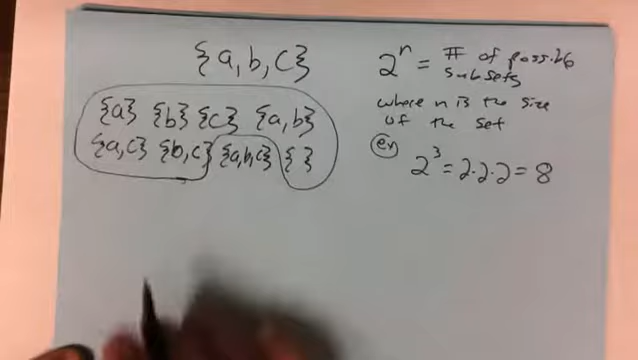 {a,b,c}
{a} {b} {c} {a,b}
{a,c} {b,c} {a,b,c} { }
2^n = # of possible
subsets
where n is the size
of the set
ex
2^3 = 2·2·2 = 8